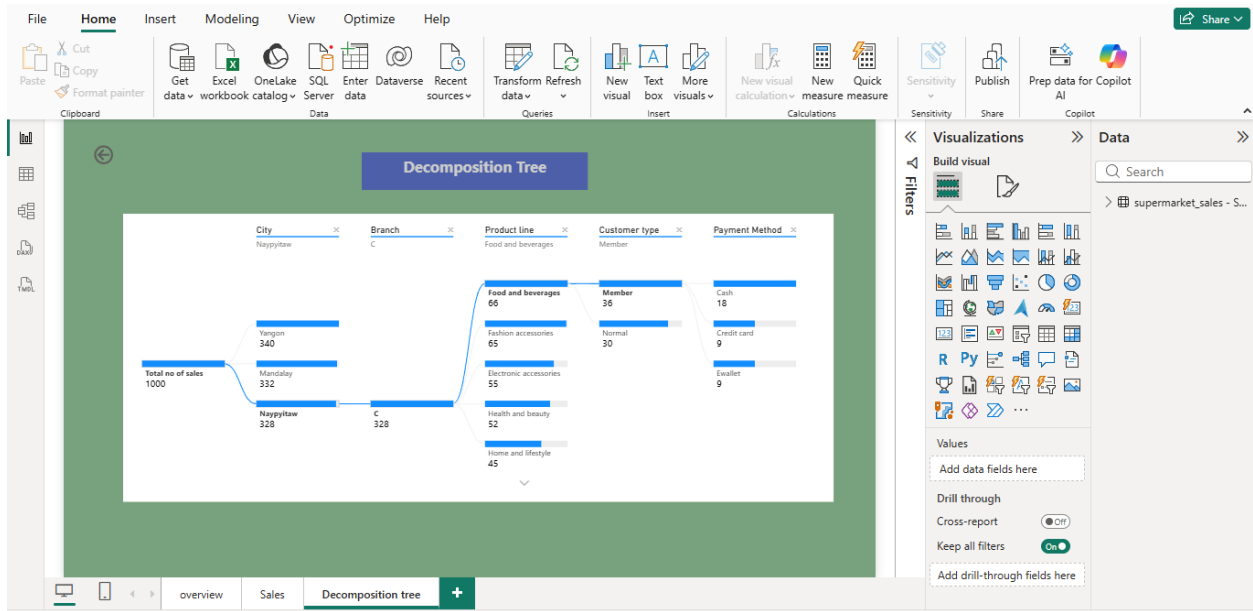 File Home Insert Modeling View Optimize Help Share
Paste
Cut
Copy
Format painter
Clipboard
Get data
Excel workbook
OneLake catalog
SQL Server
Enter data
Dataverse
Recent sources
Data
Transform data
Refresh
Queries
New visual
Text box
More visuals
Insert
New visual calculation
New measure
Quick measure
Calculations
Sensitivity
Sensitivity
Publish
Share
Prep data for AI
Copilot
Copilot
DAX
TMDL
Decomposition Tree
City
Naypyitaw
Branch
C
Product line
Food and beverages
Customer type
Member
Payment Method
Total no of sales
1000
Yangon
340
Mandalay
332
Naypyitaw
328
C
328
Food and beverages
66
Fashion accessories
65
Electronic accessories
55
Health and beauty
52
Home and lifestyle
45
Member
36
Normal
30
Cash
18
Credit card
9
Ewallet
9
Filters
Visualizations
Build visual
123
R Py
Values
Add data fields here
Drill through
Cross-report
Off
Keep all filters
On
Add drill-through fields here
Data
Search
supermarket_sales - S...
overview Sales Decomposition tree +